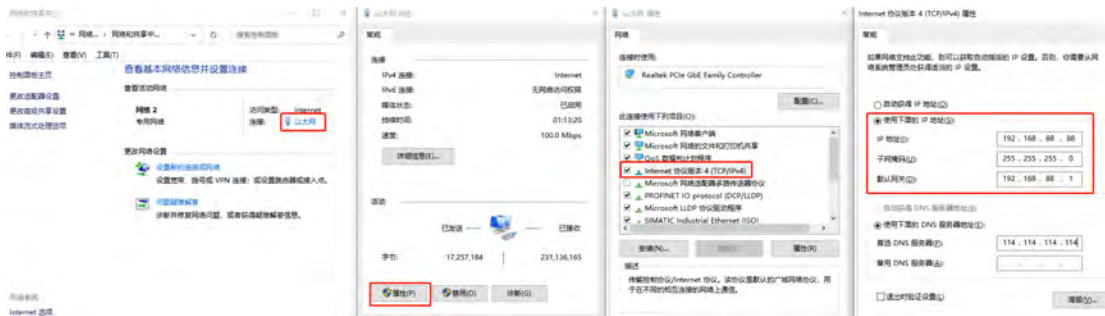 网络和共享中心
网络 › 网络和共享中...
搜索控制面板
件(F) 编辑(E) 查看(V) 工具(T)
控制面板主页
更改适配器设置
更改高级共享设置
媒体流式处理选项
查看基本网络信息并设置连接
查看活动网络
网络 2
专用网络
访问类型: Internet
连接: 以太网
更改网络设置
设置新的连接或网络
设置宽带、拨号或 VPN 连接；或设置路由器或接入点。
问题疑难解答
诊断并修复网络问题，或者获得疑难解答信息。
另请参阅
Internet 选项
以太网 状态
常规
连接
IPv4 连接: Internet
IPv6 连接: 无网络访问权限
媒体状态: 已启用
持续时间: 01:13:20
速度: 100.0 Mbps
详细信息(E)...
活动
已发送 — — 已接收
字节: 17,257,184 | 231,136,165
属性(P)
禁用(D)
诊断(G)
以太网 属性
网络
连接时使用:
Realtek PCIe GbE Family Controller
配置(C)...
此连接使用下列项目(O):
Microsoft 网络客户端
Microsoft 网络的文件和打印机共享
QoS 数据包计划程序
Internet 协议版本 4 (TCP/IPv4)
Microsoft 网络适配器多路传送器协议
PROFINET IO protocol (DCP/LLDP)
Microsoft LLDP 协议驱动程序
SIMATIC Industrial Ethernet (ISO)
安装(N)...
属性(R)
描述
传输控制协议/Internet 协议。该协议是默认的广域网络协议，用
于在不同的相互连接的网络上通信。
Internet 协议版本 4 (TCP/IPv4) 属性
常规
如果网络支持此功能，则可以获取自动指派的 IP 设置。否则，你需要从网
络系统管理员处获得适当的 IP 设置。
自动获得 IP 地址(O)
使用下面的 IP 地址(S):
IP 地址(I): 192 . 168 . 88 . 88
子网掩码(U): 255 . 255 . 255 . 0
默认网关(D): 192 . 168 . 88 . 1
自动获得 DNS 服务器地址(B)
使用下面的 DNS 服务器地址(E):
首选 DNS 服务器(P): 114 . 114 . 114 . 114
备用 DNS 服务器(A): . . .
退出时验证设置(L)
高级(V)...